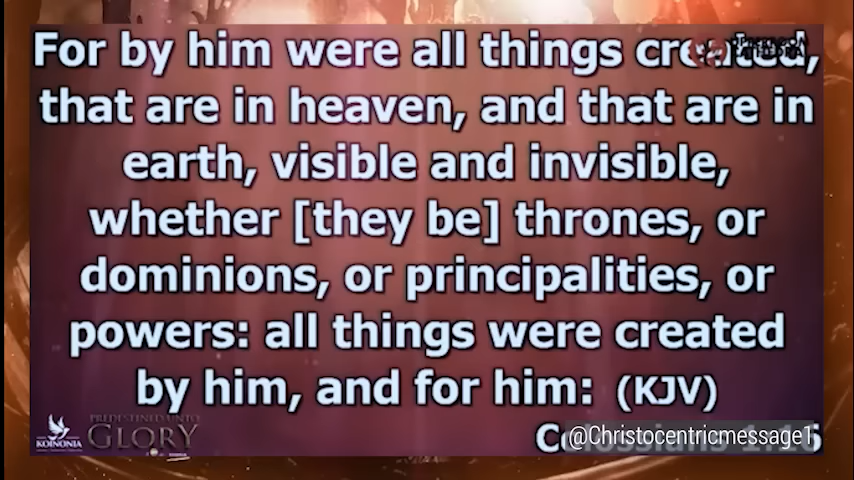 For by him were all things created,
that are in heaven, and that are in
earth, visible and invisible,
whether [they be] thrones, or
dominions, or principalities, or
powers: all things were created
by him, and for him: (KJV)
KOINONIA
PREDESTINED UNTO
GLORY
@Christocentricmessage1